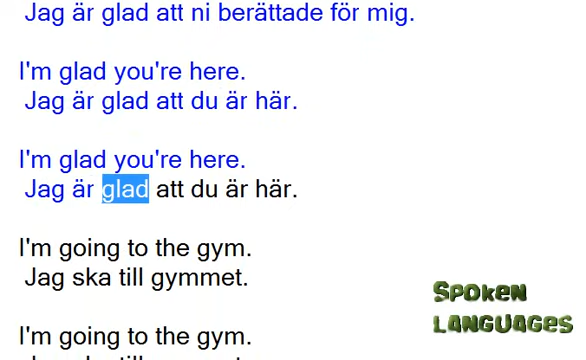 Jag är glad att ni berättade för mig.
I'm glad you're here.
Jag är glad att du är här.
I'm glad you're here.
Jag är glad att du är här.
I'm going to the gym.
Jag ska till gymmet.
I'm going to the gym.
SPOKEN
LANGUAGES